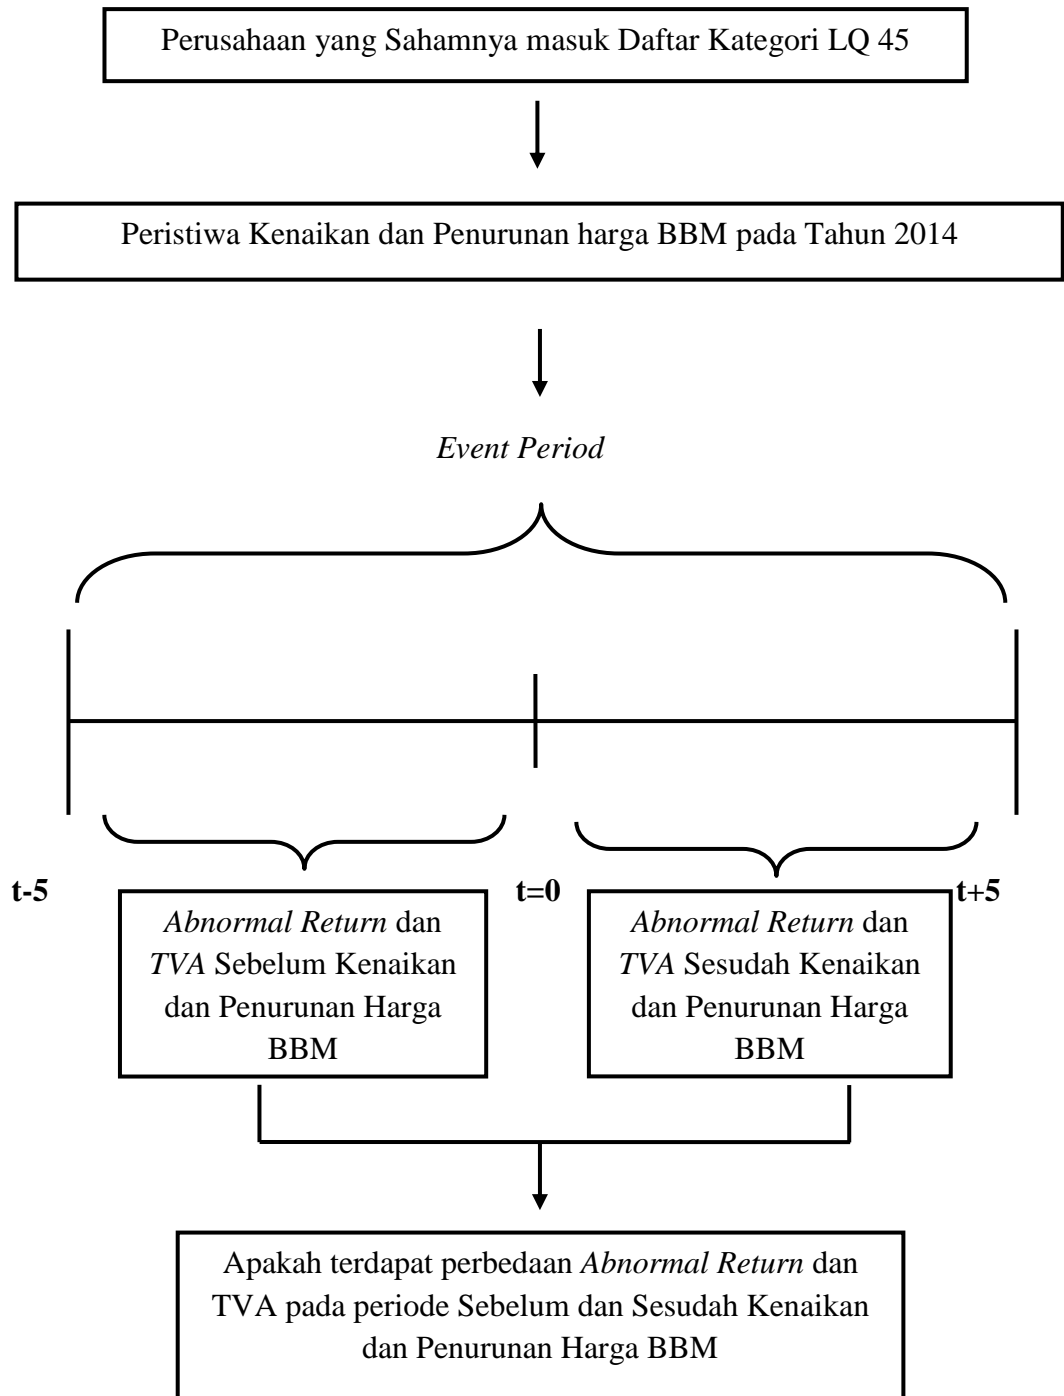 Perusahaan yang Sahamnya masuk Daftar Kategori LQ 45
Peristiwa Kenaikan dan Penurunan harga BBM pada Tahun 2014
Event Period
t-5
t=0
t+5
Abnormal Return dan
TVA Sebelum Kenaikan
dan Penurunan Harga
BBM
Abnormal Return dan
TVA Sesudah Kenaikan
dan Penurunan Harga
BBM
Apakah terdapat perbedaan Abnormal Return dan
TVA pada periode Sebelum dan Sesudah Kenaikan
dan Penurunan Harga BBM